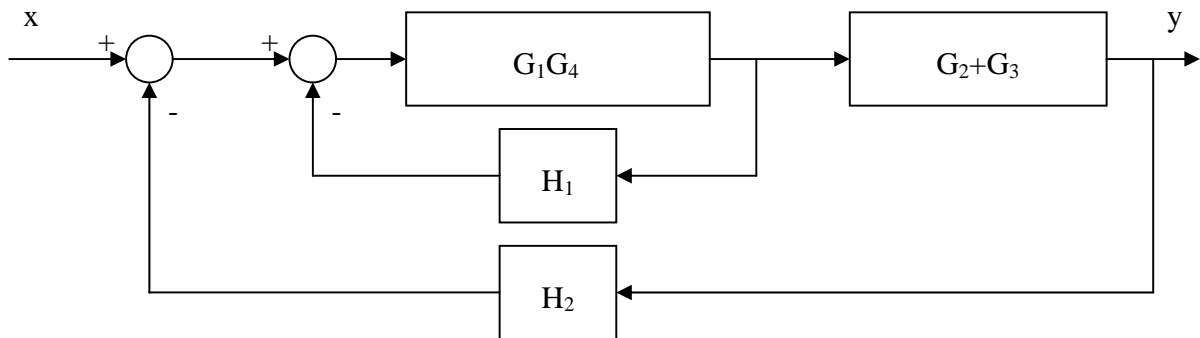 x
y
+
+
G₁G₄
G₂+G₃
-
-
H₁
H₂